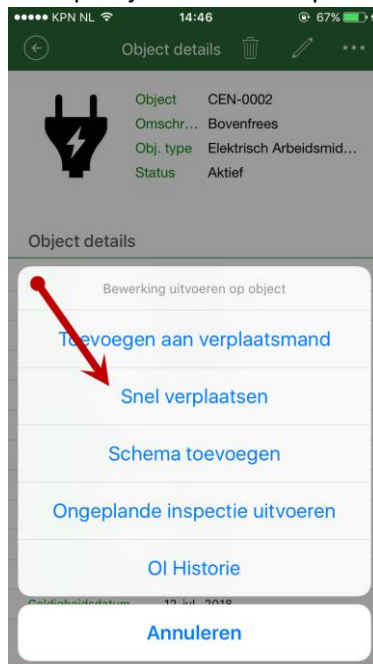 KPN NL 14:46 67%
Object details
Object CEN-0002
Omschr... Bovenfrees
Obj. type Elektrisch Arbeidsmid...
Status Aktief
Object details
Bewerking uitvoeren op object
Toevoegen aan verplaatsmand
Snel verplaatsen
Schema toevoegen
Ongeplande inspectie uitvoeren
OI Historie
Geldigheidsdatum 12 jul. 2018
Annuleren